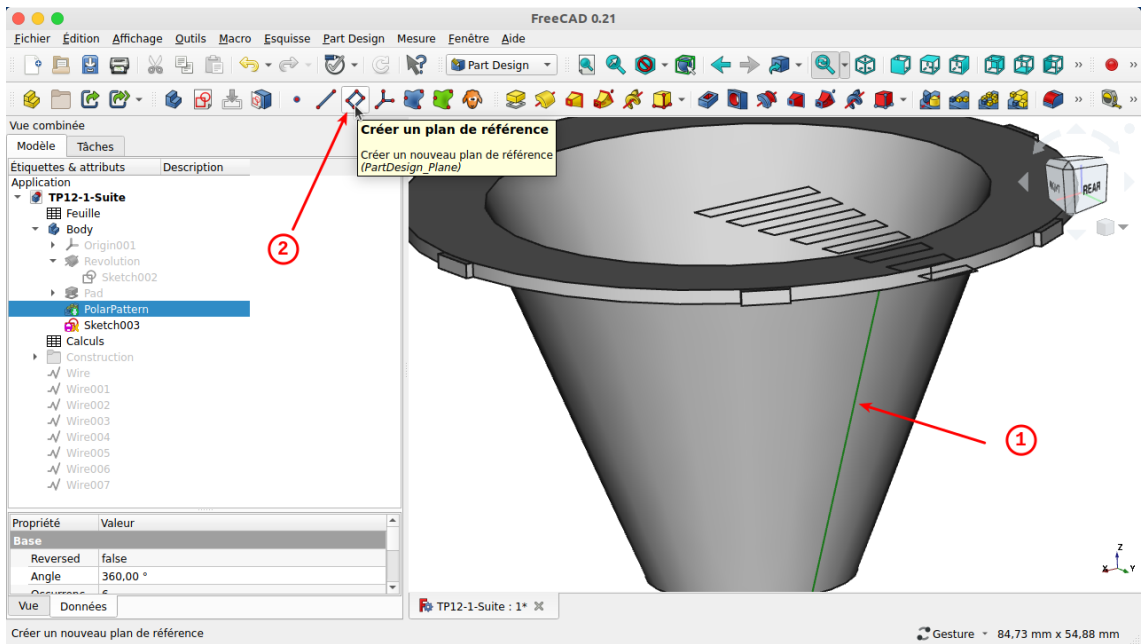 FreeCAD 0.21
Fichier Édition Affichage Outils Macro Esquisse Part Design Mesure Fenêtre Aide
Part Design
»
»
»
Vue combinée
Modèle Tâches
Étiquettes & attributs Description
Application
TP12-1-Suite
Feuille
Body
Origin001
Revolution
Sketch002
Pad
PolarPattern
Sketch003
Calculs
Construction
Wire
Wire001
Wire002
Wire003
Wire004
Wire005
Wire006
Wire007
Créer un plan de référence
Créer un nouveau plan de référence
(PartDesign_Plane)
2
1
REAR
Z
X Y
Propriété Valeur
Base
Reversed false
Angle 360,00 °
Vue Données
TP12-1-Suite : 1*
Créer un nouveau plan de référence
Gesture 84,73 mm x 54,88 mm